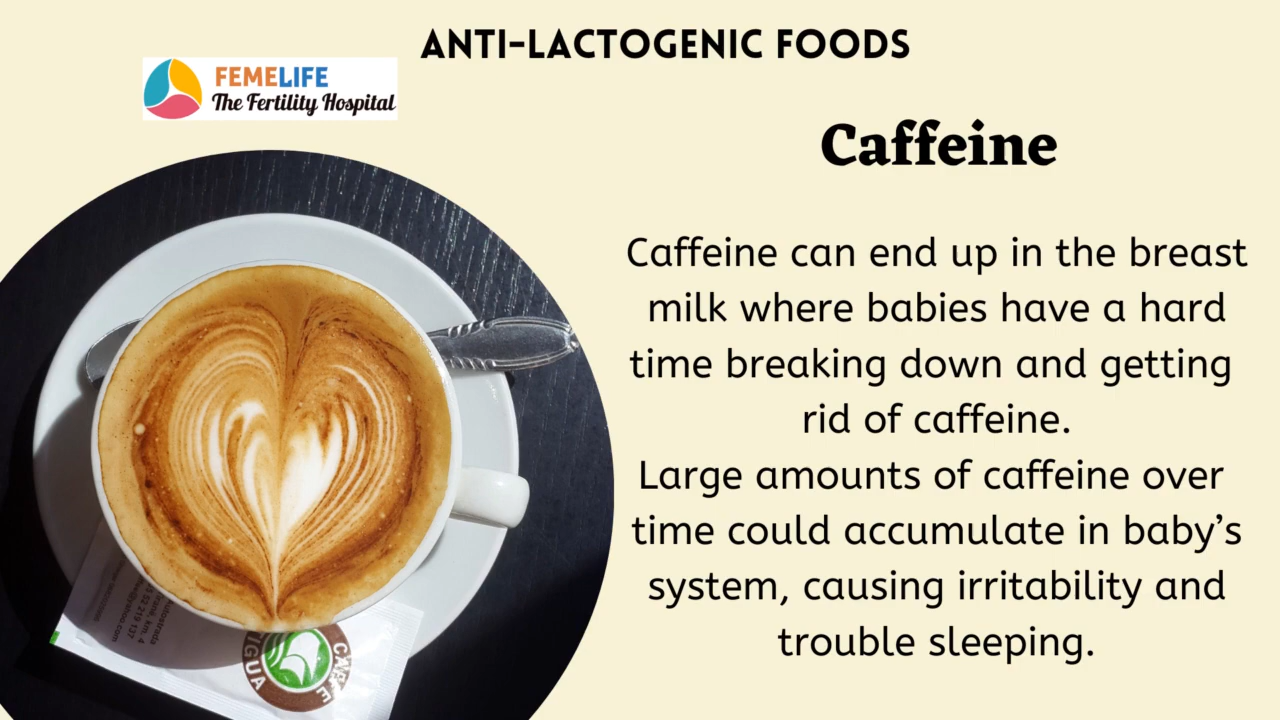 ANTI-LACTOGENIC FOODS
FEMELIFE
The Fertility Hospital
Caffeine
Caffeine can end up in the breast
milk where babies have a hard
time breaking down and getting
rid of caffeine.
Large amounts of caffeine over
time could accumulate in baby's
system, causing irritability and
trouble sleeping.
CAFFE